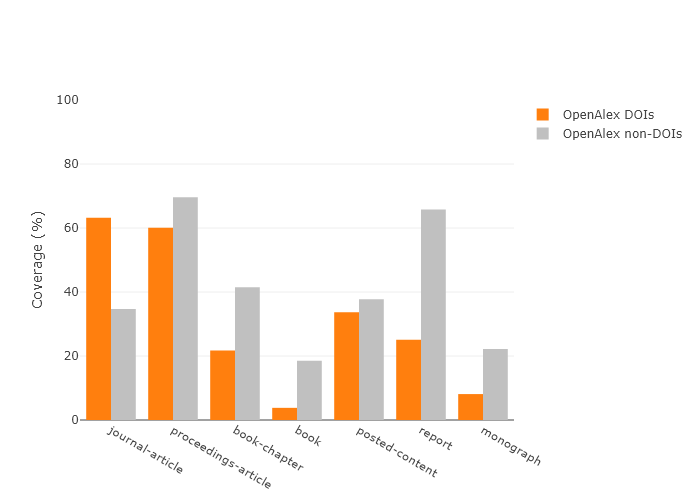 100
80
60
40
20
0
Coverage (%)
journal-article
proceedings-article
book-chapter
book
posted-content
report
monograph
OpenAlex DOIs
OpenAlex non-DOIs